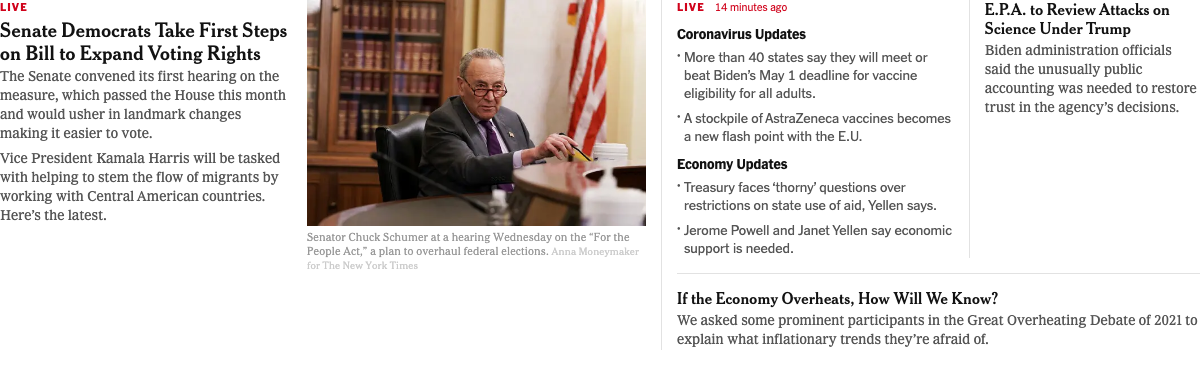 LIVE
Senate Democrats Take First Steps
on Bill to Expand Voting Rights
The Senate convened its first hearing on the
measure, which passed the House this month
and would usher in landmark changes
making it easier to vote.
Vice President Kamala Harris will be tasked
with helping to stem the flow of migrants by
working with Central American countries.
Here’s the latest.
Senator Chuck Schumer at a hearing Wednesday on the “For the
People Act,” a plan to overhaul federal elections. Anna Moneymaker
for The New York Times
LIVE 14 minutes ago
Coronavirus Updates
• More than 40 states say they will meet or
beat Biden’s May 1 deadline for vaccine
eligibility for all adults.
• A stockpile of AstraZeneca vaccines becomes
a new flash point with the E.U.
Economy Updates
• Treasury faces ‘thorny’ questions over
restrictions on state use of aid, Yellen says.
• Jerome Powell and Janet Yellen say economic
support is needed.
E.P.A. to Review Attacks on
Science Under Trump
Biden administration officials
said the unusually public
accounting was needed to restore
trust in the agency’s decisions.
If the Economy Overheats, How Will We Know?
We asked some prominent participants in the Great Overheating Debate of 2021 to
explain what inflationary trends they’re afraid of.